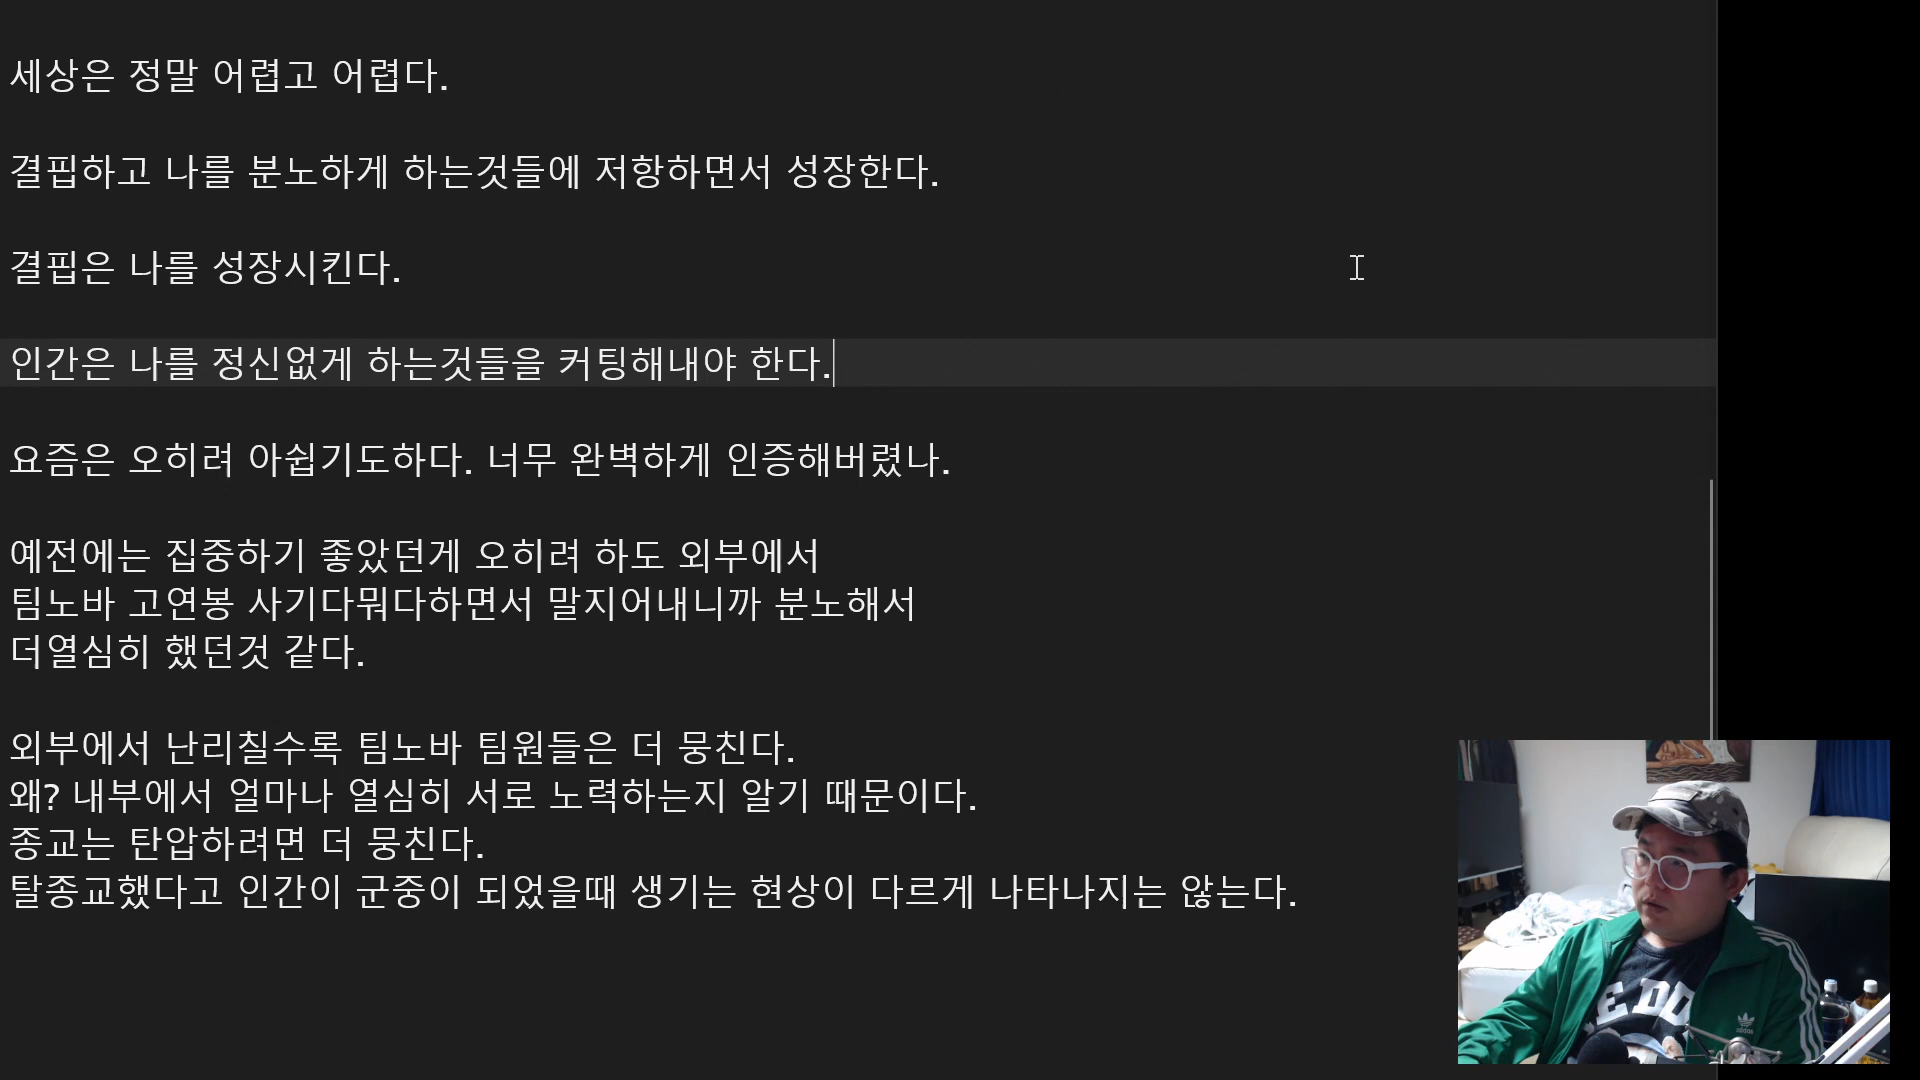 세상은 정말 어렵고 어렵다.
결핍하고 나를 분노하게 하는것들에 저항하면서 성장한다.
결핍은 나를 성장시킨다.
인간은 나를 정신없게 하는것들을 커팅해내야 한다.
요즘은 오히려 아쉽기도하다. 너무 완벽하게 인증해버렸나.
예전에는 집중하기 좋았던게 오히려 하도 외부에서
팀노바 고연봉 사기다뭐다하면서 말지어내니까 분노해서
더열심히 했던것 같다.
외부에서 난리칠수록 팀노바 팀원들은 더 뭉친다.
왜? 내부에서 얼마나 열심히 서로 노력하는지 알기 때문이다.
종교는 탄압하려면 더 뭉친다.
탈종교했다고 인간이 군중이 되었을때 생기는 현상이 다르게 나타나지는 않는다.
adidas